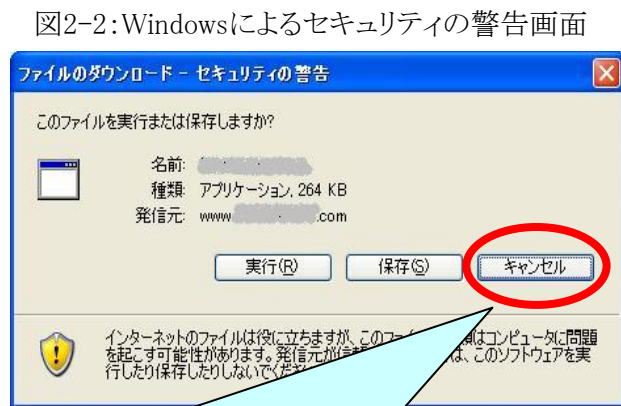 図2-2：Windowsによるセキュリティの警告画面
ファイルのダウンロード - セキュリティの警告
このファイルを実行または保存しますか?
名前:
種類: アプリケーション, 264 KB
発信元: www .com
実行(R) 保存(S) キャンセル
インターネットのファイルは役に立ちますが、このファイ 類はコンピュータに問題
を起こす可能性があります。発信元が信 は、このソフトウェアを実
行したり保存したりしないでくださ